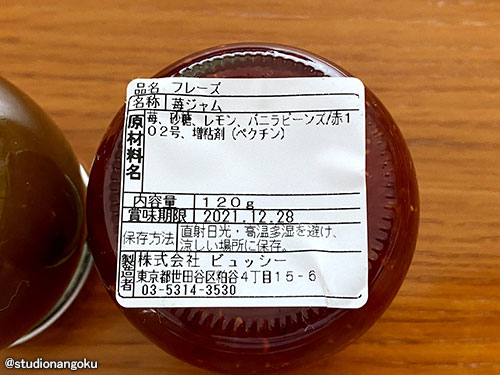 品名 フレーズ
名称 苺ジャム
原材料名 苺、砂糖、レモン、バニラビーンズ/赤1
02号、増粘剤(ペクチン)
内容量 120g
賞味期限 2021.12.28
保存方法 直射日光・高温多湿を避け、
涼しい場所に保存。
製造者 株式会社 ビュッシー
東京都世田谷区粕谷4丁目15-6
03-5314-3530
@studionangoku